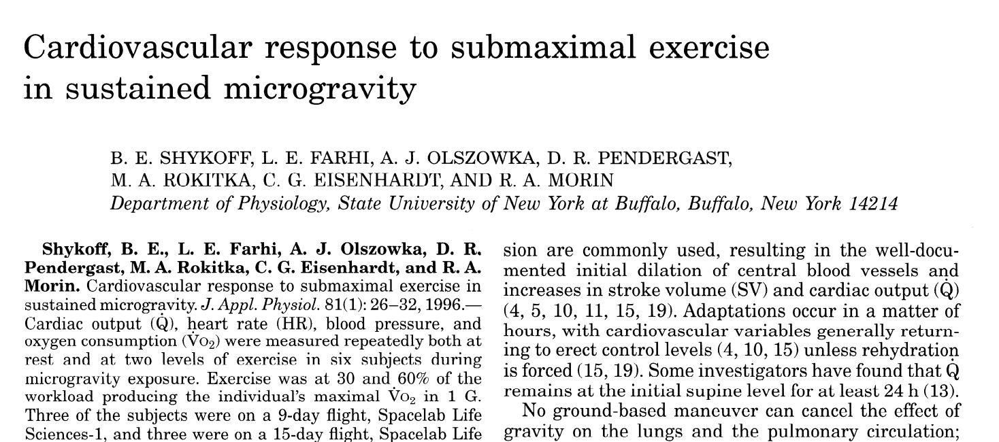 Cardiovascular response to submaximal exercise
in sustained microgravity
B. E. SHYKOFF, L. E. FARHI, A. J. OLSZOWKA, D. R. PENDERGAST,
M. A. ROKITKA, C. G. EISENHARDT, AND R. A. MORIN
Department of Physiology, State University of New York at Buffalo, Buffalo, New York 14214
Shykoff, B. E., L. E. Farhi, A. J. Olszowka, D. R.
Pendergast, M. A. Rokitka, C. G. Eisenhardt, and R. A.
Morin. Cardiovascular response to submaximal exercise in
sustained microgravity. J. Appl. Physiol. 81(1): 26–32, 1996.—
Cardiac output (Q̇), heart rate (HR), blood pressure, and
oxygen consumption (V̇O₂) were measured repeatedly both at
rest and at two levels of exercise in six subjects during
microgravity exposure. Exercise was at 30 and 60% of the
workload producing the individual's maximal V̇O₂ in 1 G.
Three of the subjects were on a 9-day flight, Spacelab Life
Sciences-1, and three were on a 15-day flight, Spacelab Life
sion are commonly used, resulting in the well-docu-
mented initial dilation of central blood vessels and
increases in stroke volume (SV) and cardiac output (Q̇)
(4, 5, 10, 11, 15, 19). Adaptations occur in a matter of
hours, with cardiovascular variables generally return-
ing to erect control levels (4, 10, 15) unless rehydration
is forced (15, 19). Some investigators have found that Q̇
remains at the initial supine level for at least 24 h (13).
No ground-based maneuver can cancel the effect of
gravity on the lungs and the pulmonary circulation;